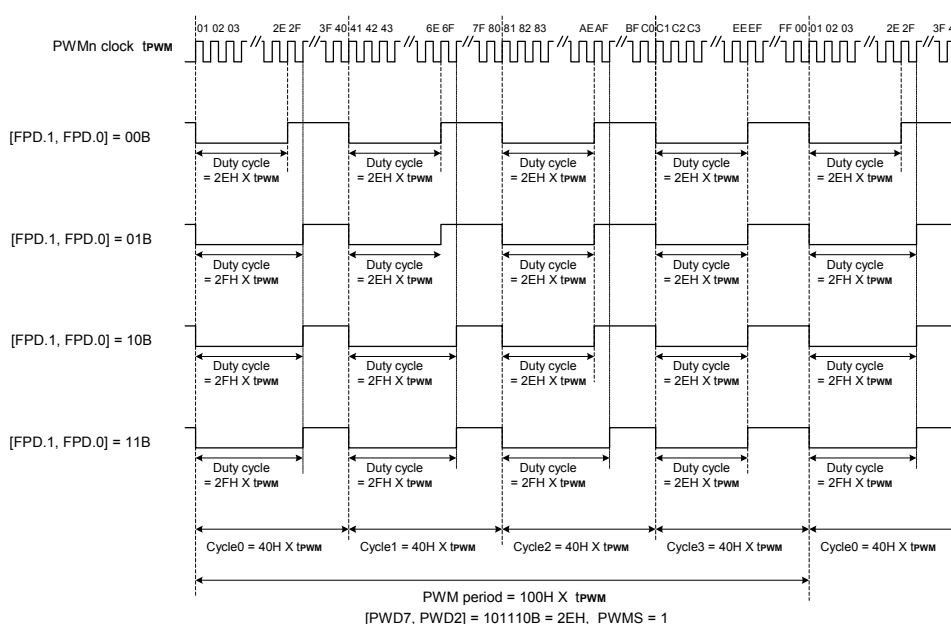 01 02 03 2E 2F 3F 40 41 42 43 6E 6F 7F 80 81 82 83 AE AF BF C0 C1 C2 C3 EE EF FF 00 01 02 03 2E 2F 3F 4
PWMn clock tPWM
[FPD.1, FPD.0] = 00B
Duty cycle = 2EH X tPWM
Duty cycle = 2EH X tPWM
Duty cycle = 2EH X tPWM
Duty cycle = 2EH X tPWM
Duty cycle = 2EH X tPWM
[FPD.1, FPD.0] = 01B
Duty cycle = 2FH X tPWM
Duty cycle = 2EH X tPWM
Duty cycle = 2EH X tPWM
Duty cycle = 2EH X tPWM
Duty cycle = 2FH X tPWM
[FPD.1, FPD.0] = 10B
Duty cycle = 2FH X tPWM
Duty cycle = 2FH X tPWM
Duty cycle = 2EH X tPWM
Duty cycle = 2EH X tPWM
Duty cycle = 2FH X tPWM
[FPD.1, FPD.0] = 11B
Duty cycle = 2FH X tPWM
Duty cycle = 2FH X tPWM
Duty cycle = 2FH X tPWM
Duty cycle = 2EH X tPWM
Duty cycle = 2FH X tPWM
Cycle0 = 40H X tPWM
Cycle1 = 40H X tPWM
Cycle2 = 40H X tPWM
Cycle3 = 40H X tPWM
Cycle0 = 40H X tPWM
PWM period = 100H X tPWM
[PWD7, PWD2] = 101110B = 2EH, PWMS = 1